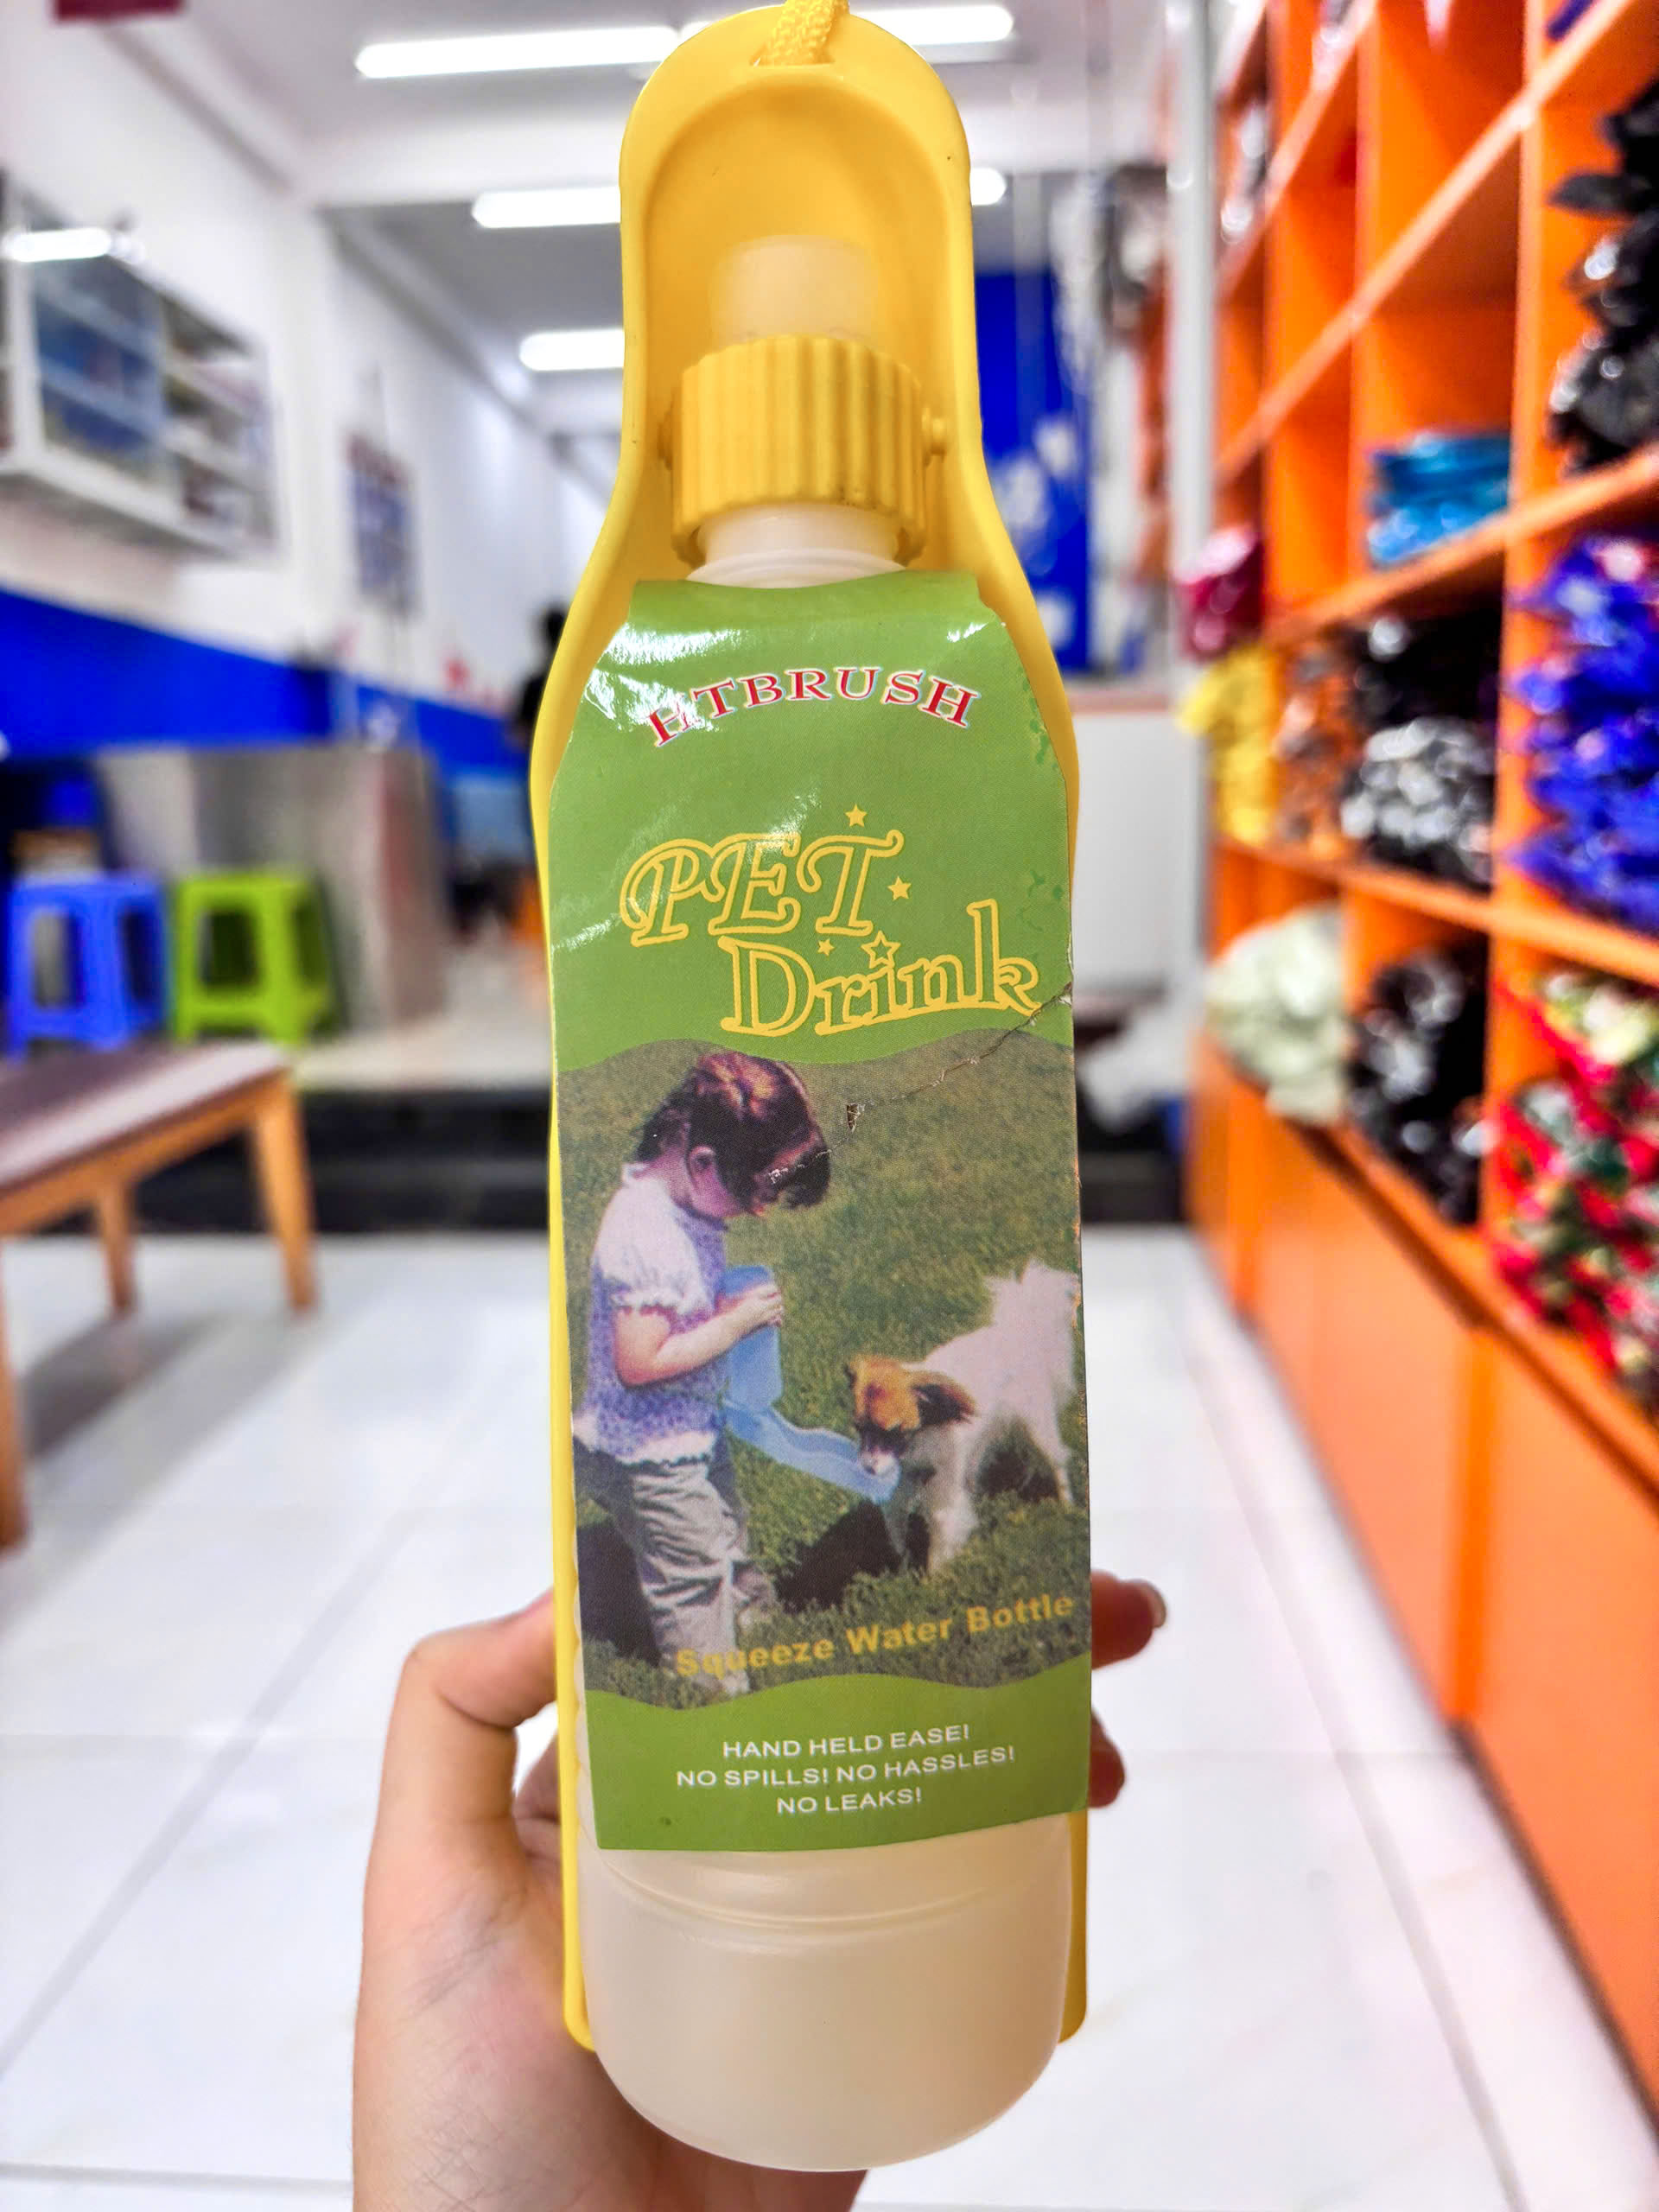 HTBRUSH
PET
Drink
Squeeze Water Bottle
HAND HELD EASE!
NO SPILLS! NO HASSLES!
NO LEAKS!